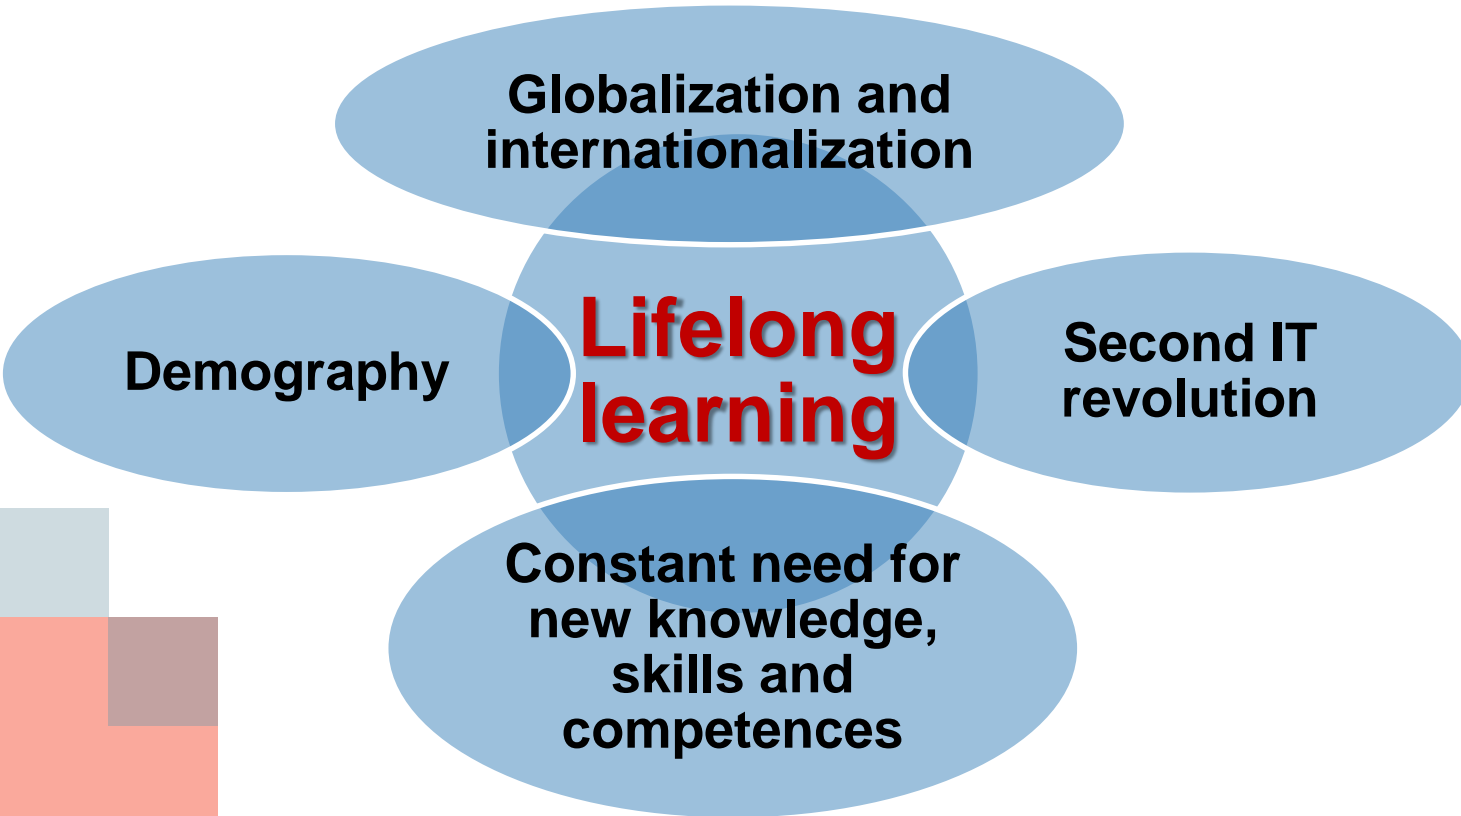 Globalization and
internationalization
Demography
Lifelong
learning
Second IT
revolution
Constant need for
new knowledge,
skills and
competences